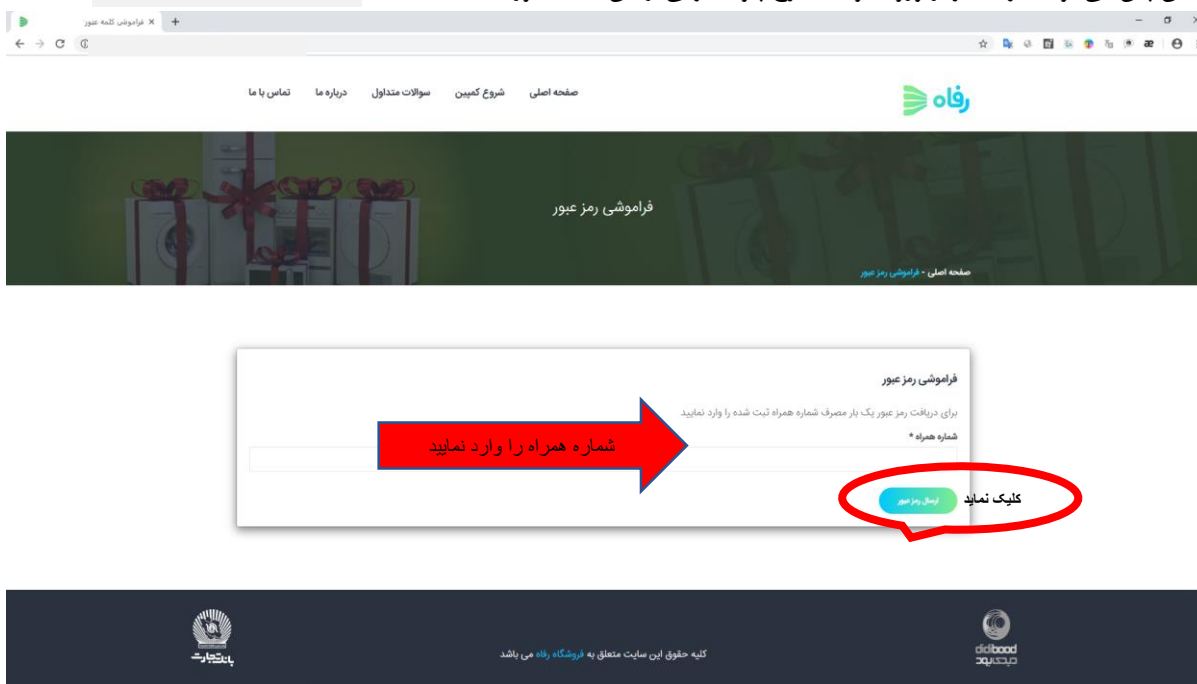 فراموشی کلمه عبور
رفاه
صفحه اصلی شروع کمپین سوالات متداول درباره ما تماس با ما
فراموشی رمز عبور
صفحه اصلی - فراموشی رمز عبور
فراموشی رمز عبور
برای دریافت رمز عبور یک بار مصرف شماره همراه ثبت شده را وارد نمایید
شماره همراه *
شماره همراه را وارد نمایید
ارسال رمز عبور
کلیک نماید
کلیه حقوق این سایت متعلق به فروشگاه رفاه می باشد
didbood
دیدبود
بانک تجارت